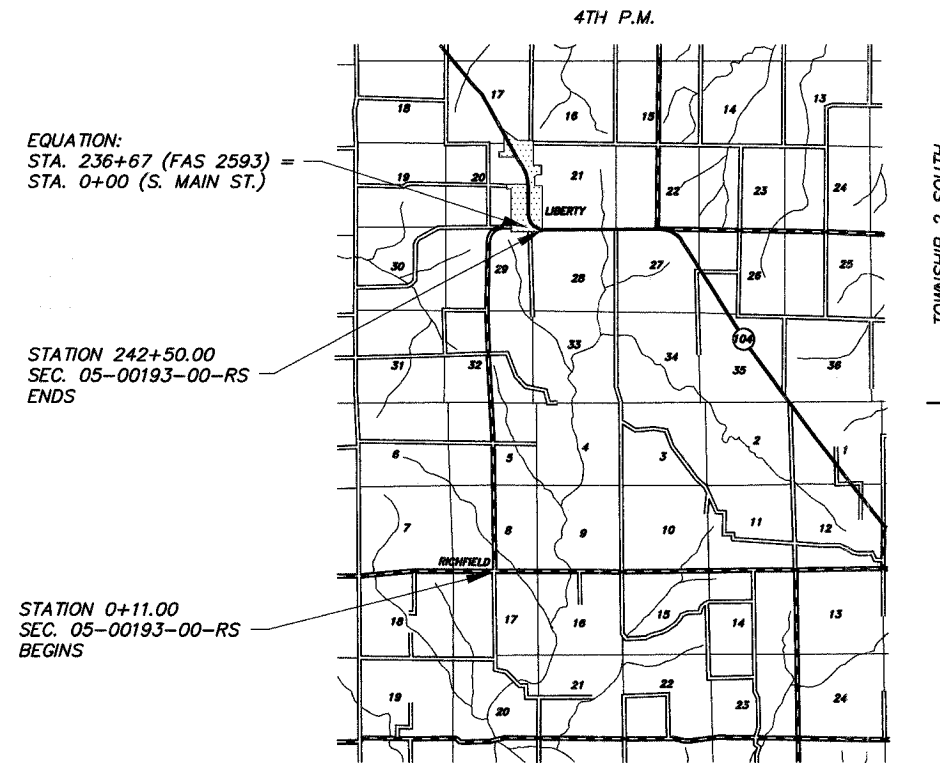 4TH P.M.
18 17 16 15 14 13
EQUATION:
STA. 236+67 (FAS 2593) =
STA. 0+00 (S. MAIN ST.)
19 20 21 22 23 24
TOWNSHIP 2 SOUTH
LIBERTY
30 29 28 27 26 25
STATION 242+50.00
SEC. 05-00193-00-RS
ENDS
104
31 32 33 34 35 36
6 5 4 3 2 1
7 8 9 10 11 12
RICHFIELD
STATION 0+11.00
SEC. 05-00193-00-RS
BEGINS
18 17 16 15 14 13
19 20 21 22 23 24